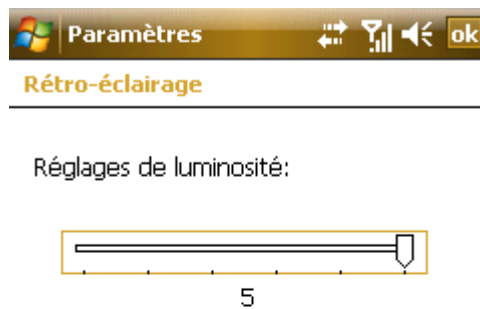 Paramètres ok
Rétro-éclairage
Réglages de luminosité:
5